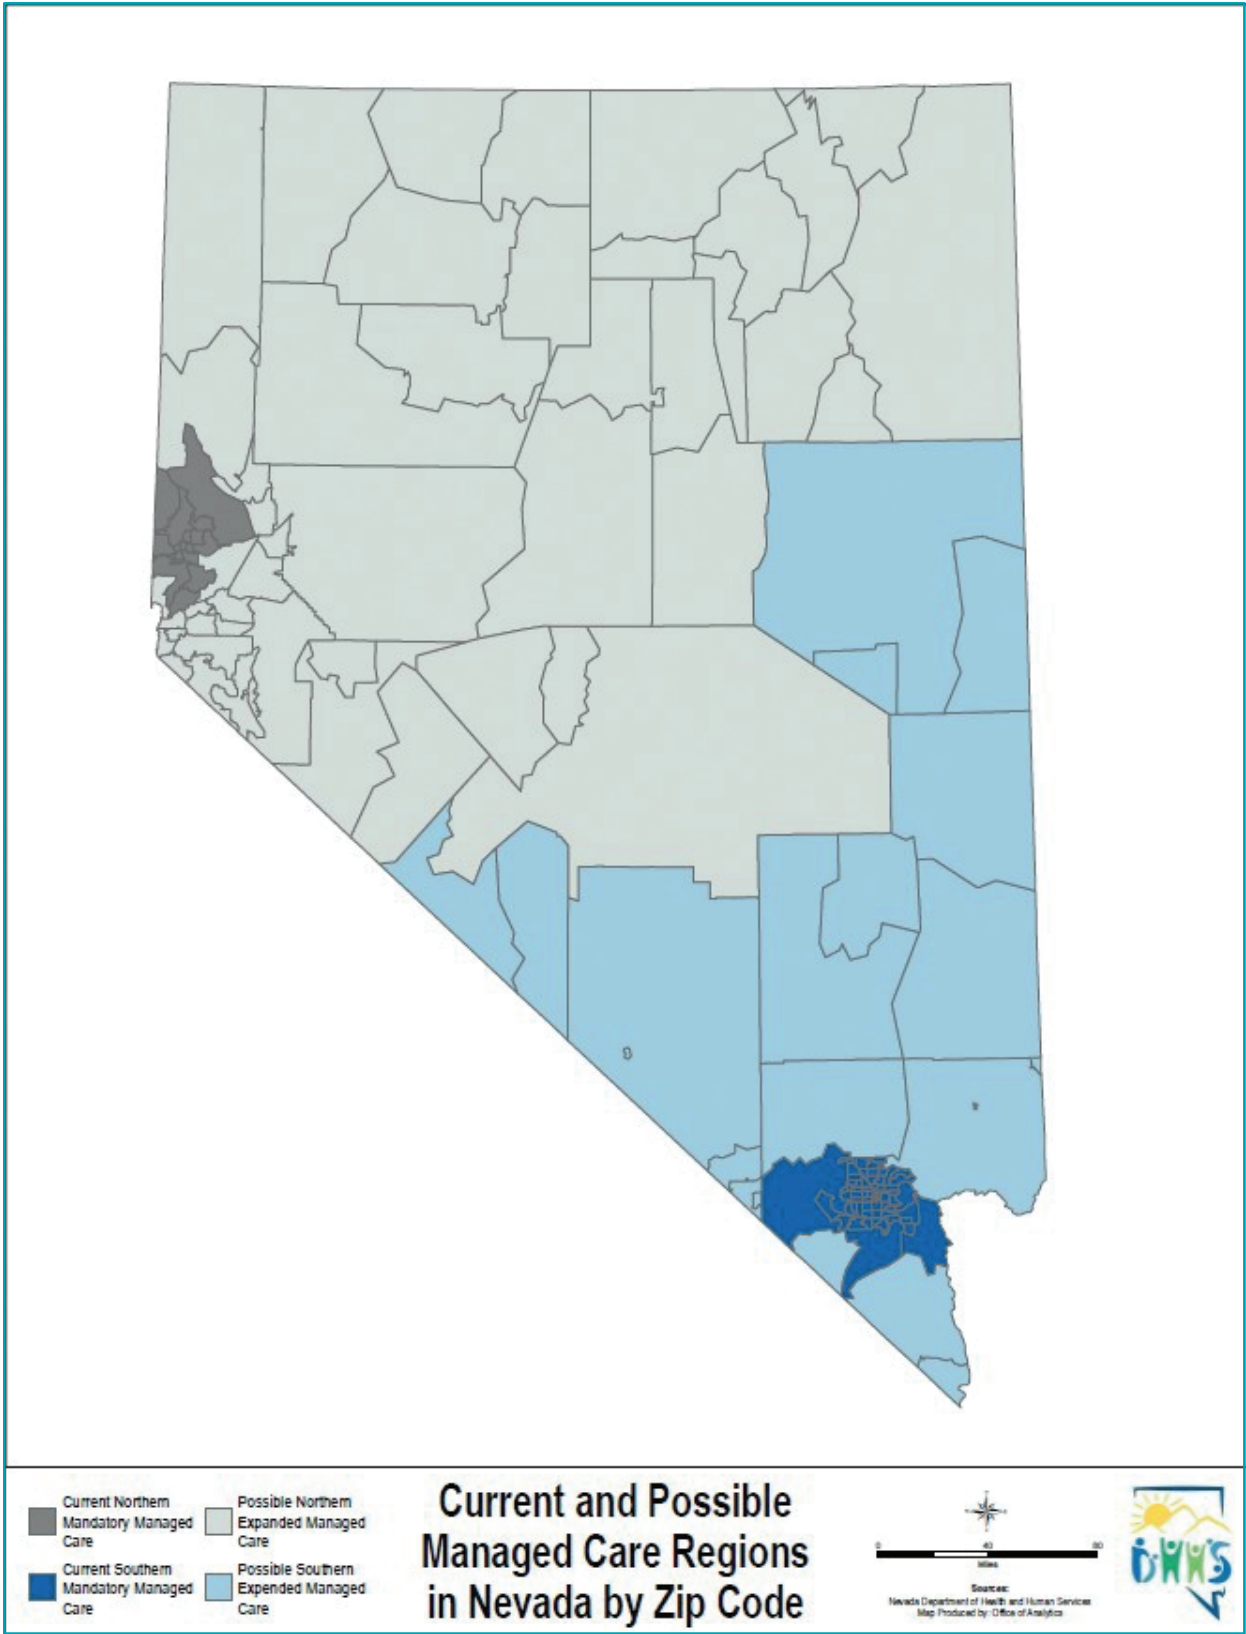 Current Northern
Mandatory Managed
Care
Possible Northern
Expanded Managed
Care
Current Southern
Mandatory Managed
Care
Possible Southern
Expended Managed
Care
Current and Possible
Managed Care Regions
in Nevada by Zip Code
0 40 80
Miles
Sources:
Nevada Department of Health and Human Services
Map Produced by: Office of Analytics
DHHS